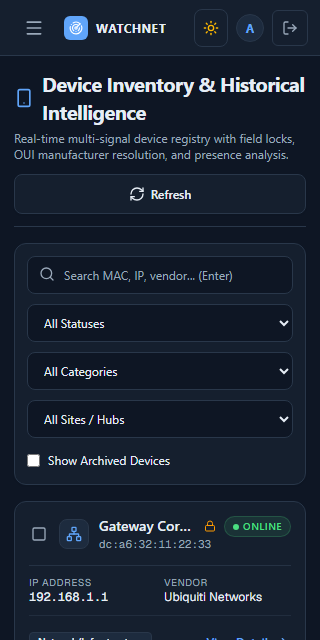 WATCHNET
A
Device Inventory & Historical
Intelligence
Real-time multi-signal device registry with field locks,
OUI manufacturer resolution, and presence analysis.
Refresh
Search MAC, IP, vendor... (Enter)
All Statuses
All Categories
All Sites / Hubs
Show Archived Devices
Gateway Cor... ONLINE
dc:a6:32:11:22:33
IP ADDRESS VENDOR
192.168.1.1 Ubiquiti Networks